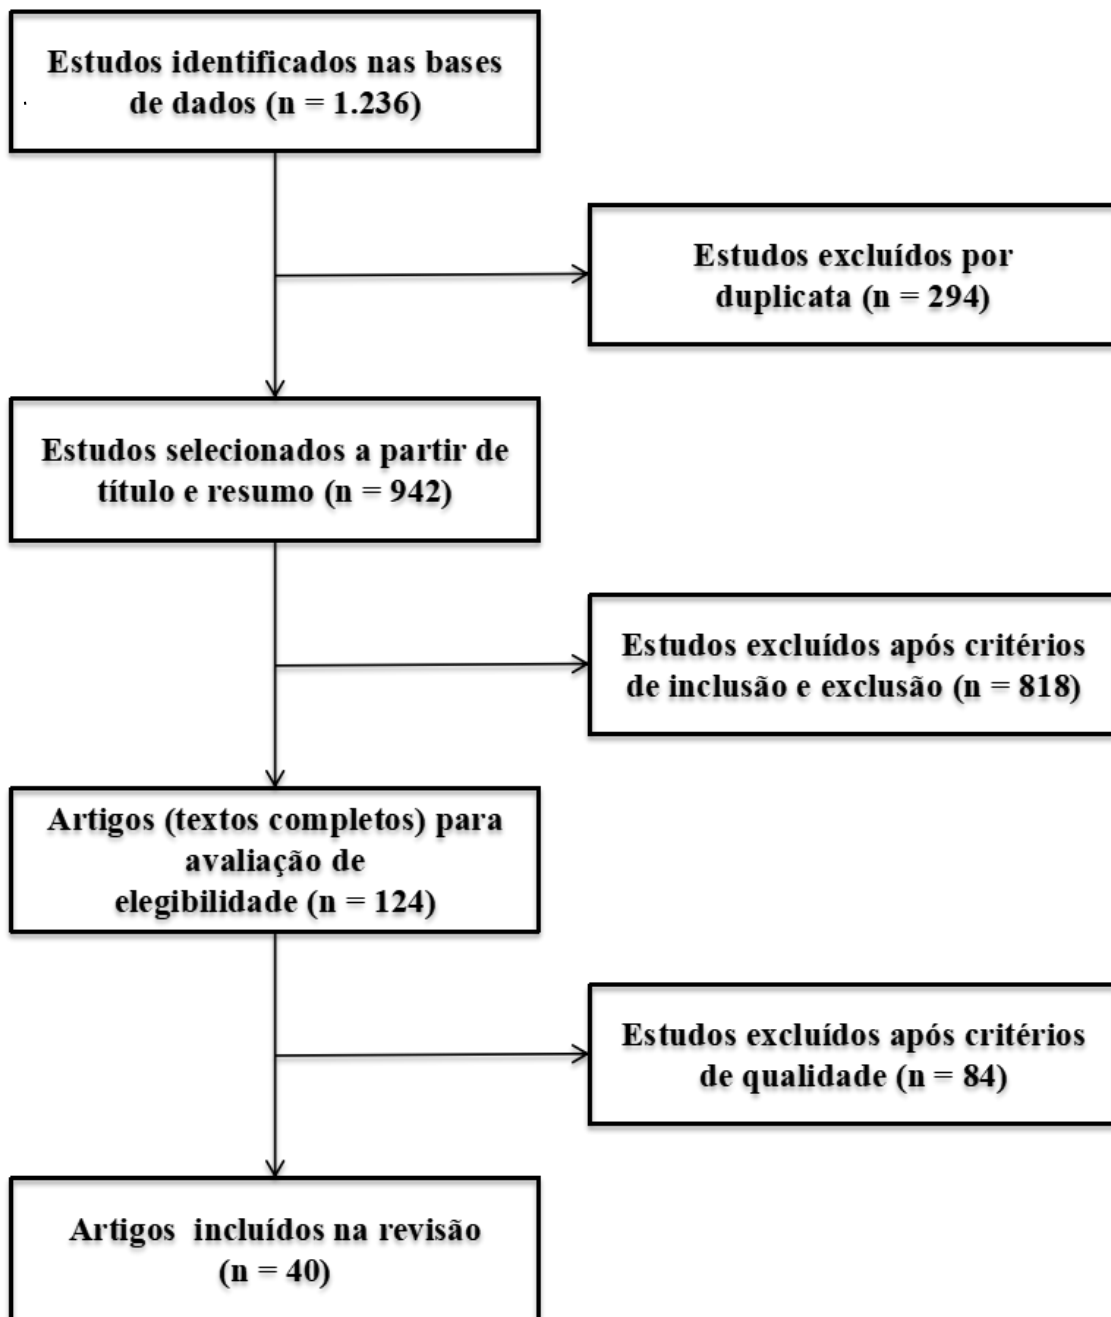 Estudos identificados nas bases
de dados (n = 1.236)
Estudos excluídos por
duplicata (n = 294)
Estudos selecionados a partir de
título e resumo (n = 942)
Estudos excluídos após critérios
de inclusão e exclusão (n = 818)
Artigos (textos completos) para
avaliação de
elegibilidade (n = 124)
Estudos excluídos após critérios
de qualidade (n = 84)
Artigos incluídos na revisão
(n = 40)